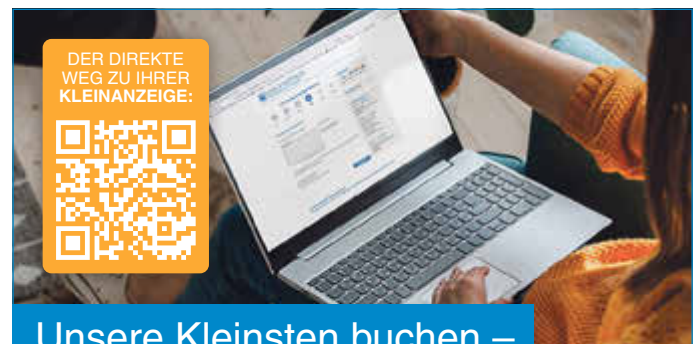 DER DIREKTE
WEG ZU IHRER
KLEINANZEIGE:
Unsere Kleinsten buchen –